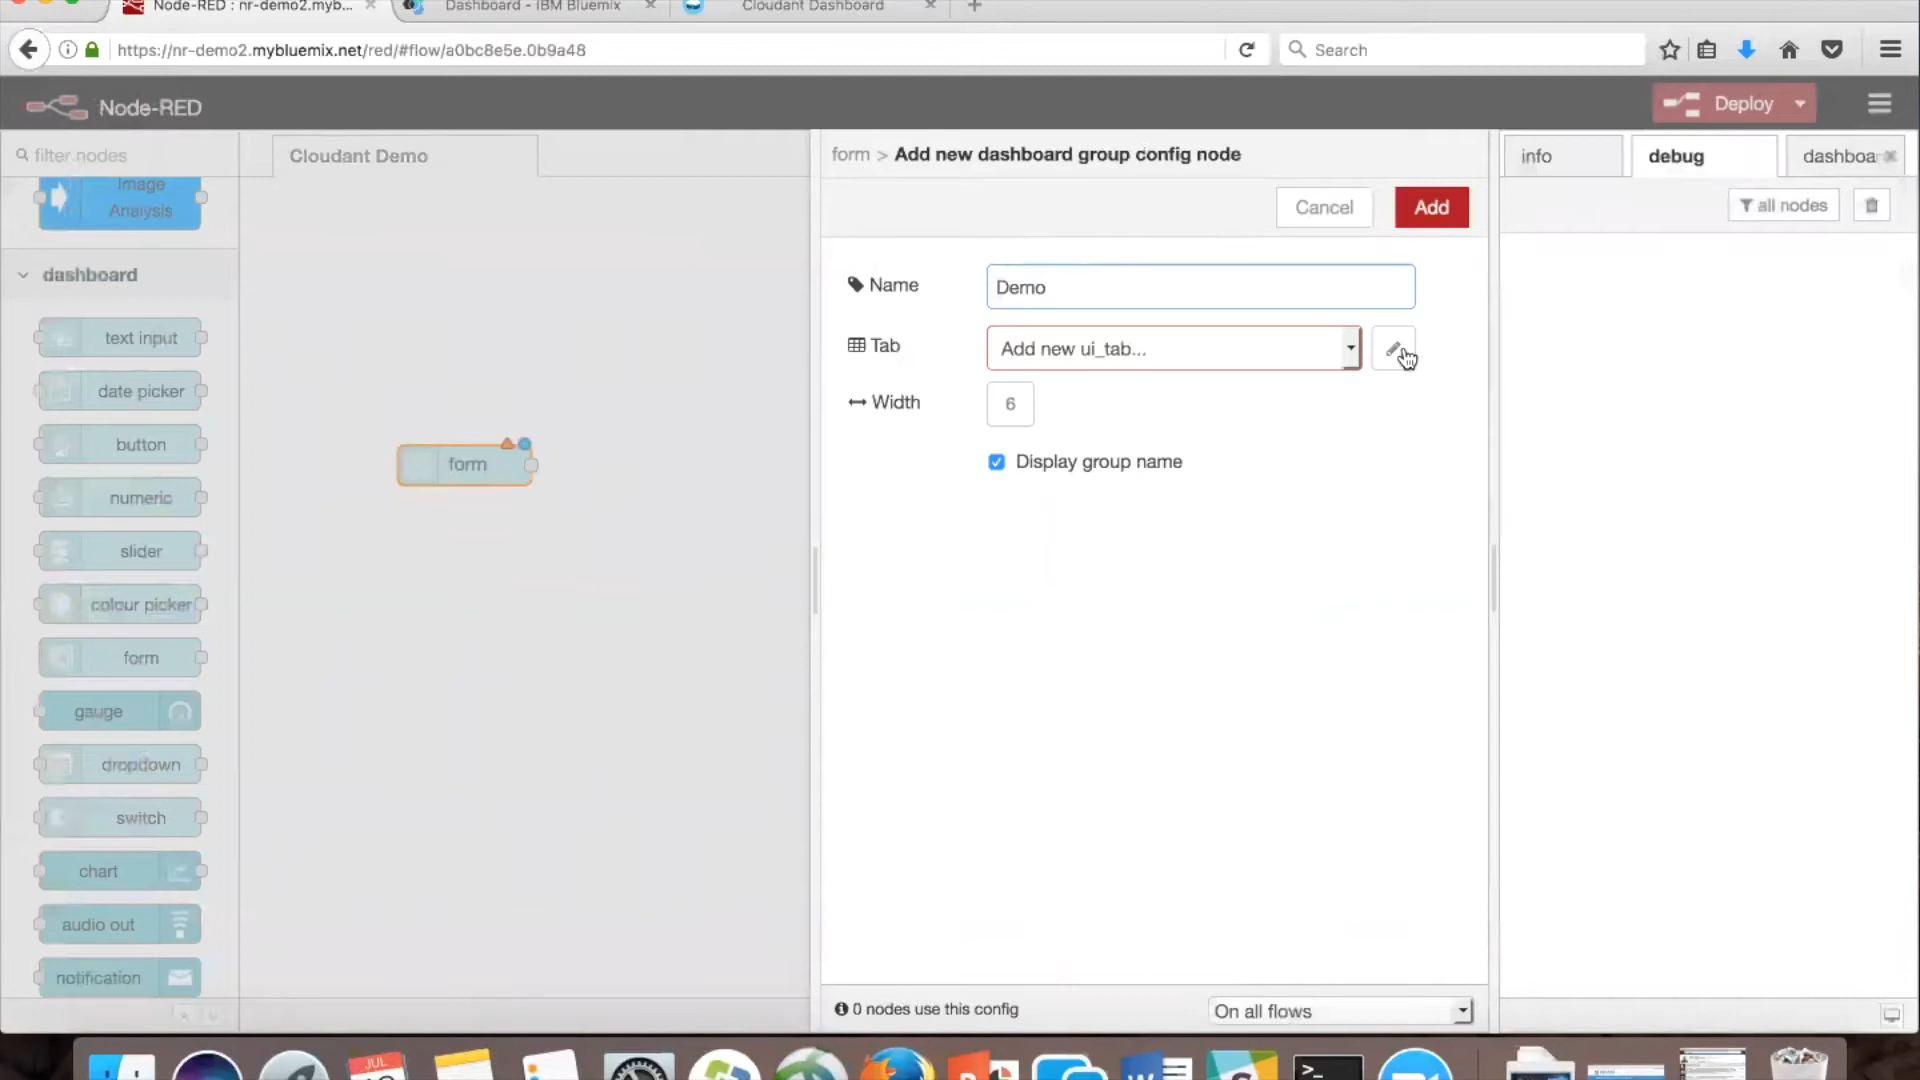 Node-RED : nr-demo2.myb...
Dashboard - IBM Bluemix
Cloudant Dashboard
https://nr-demo2.mybluemix.net/red/#flow/a0bc8e5e.0b9a48
Search
Node-RED
Deploy
filter nodes
Cloudant Demo
form > Add new dashboard group config node
info
debug
dashboa
Cancel
Add
all nodes
Image
Analysis
dashboard
text input
date picker
button
numeric
slider
colour picker
form
gauge
dropdown
switch
chart
audio out
notification
form
Name
Demo
Tab
Add new ui_tab...
Width
6
Display group name
0 nodes use this config
On all flows
JUL